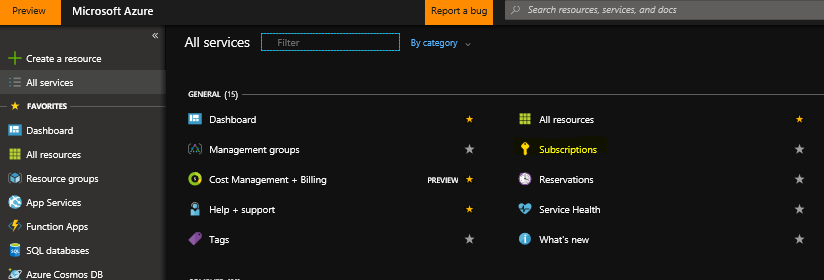 Preview
Microsoft Azure
Report a bug
Search resources, services, and docs
«
Create a resource
All services
FAVORITES
Dashboard
All resources
Resource groups
App Services
Function Apps
SQL databases
Azure Cosmos DB
All services
Filter
By category
GENERAL (15)
Dashboard
All resources
Management groups
Subscriptions
Cost Management + Billing PREVIEW
Reservations
Help + support
Service Health
Tags
What's new